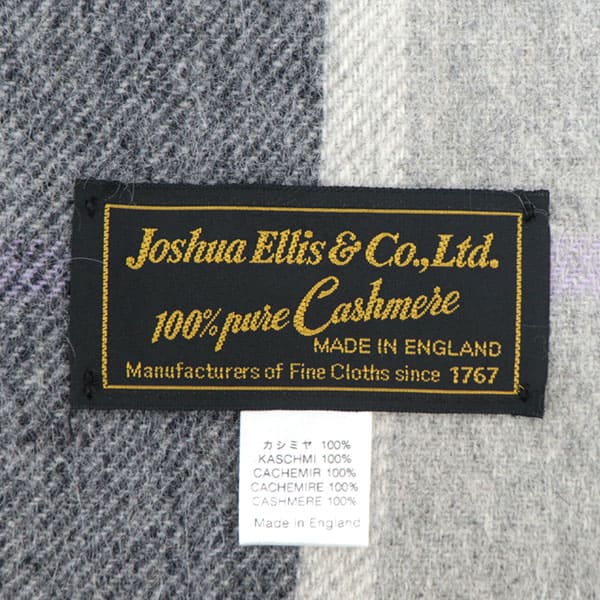 Joshua Ellis & Co., Ltd.
100% pure Cashmere
MADE IN ENGLAND
Manufacturers of Fine Cloths since 1767
カシミヤ 100%
KASCHMI 100%
CACHEMIR 100%
CACHEMIRE 100%
CASHMERE 100%
Made in England